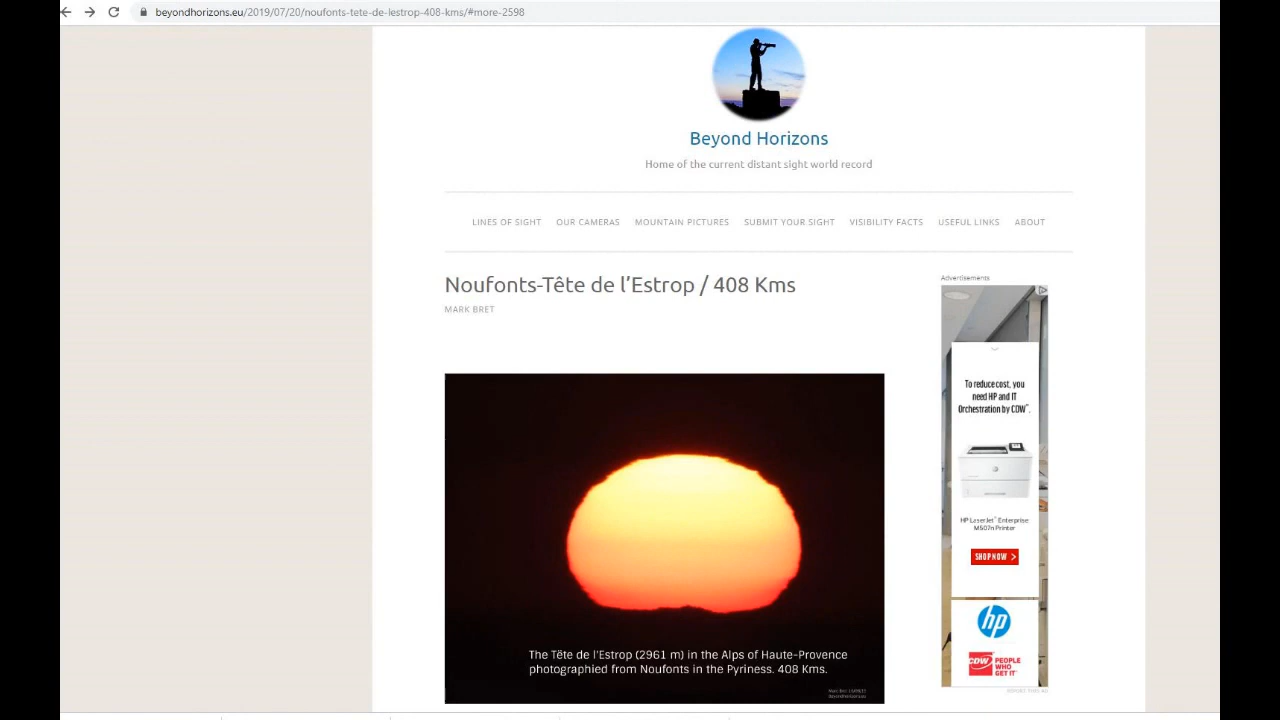 beyondhorizons.eu/2019/07/20/noufonts-tete-de-lestrop-408-kms/#more-2598
Beyond Horizons
Home of the current distant sight world record
LINES OF SIGHT OUR CAMERAS MOUNTAIN PICTURES SUBMIT YOUR SIGHT VISIBILITY FACTS USEFUL LINKS ABOUT
Noufonts-Tête de l'Estrop / 408 Kms
MARK BRET
The Tête de l'Estrop (2961 m) in the Alps of Haute-Provence
photographied from Noufonts in the Pyriness. 408 Kms.
Advertisements
To reduce cost, you
need HP and IT
Orchestration by CDW™.
HP LaserJet® Enterprise
M507n Printer
SHOP NOW >
hp
CDW PEOPLE
WHO
GET IT
REPORT THIS AD